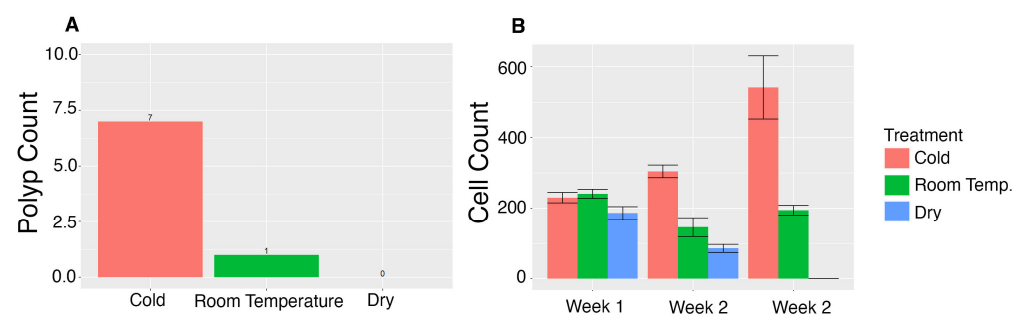 A
Polyp Count
10.0
7.5
5.0
2.5
0.0
7
1
0
Cold
Room Temperature
Dry
B
Cell Count
600
400
200
0
Week 1
Week 2
Week 2
Treatment
Cold
Room Temp.
Dry